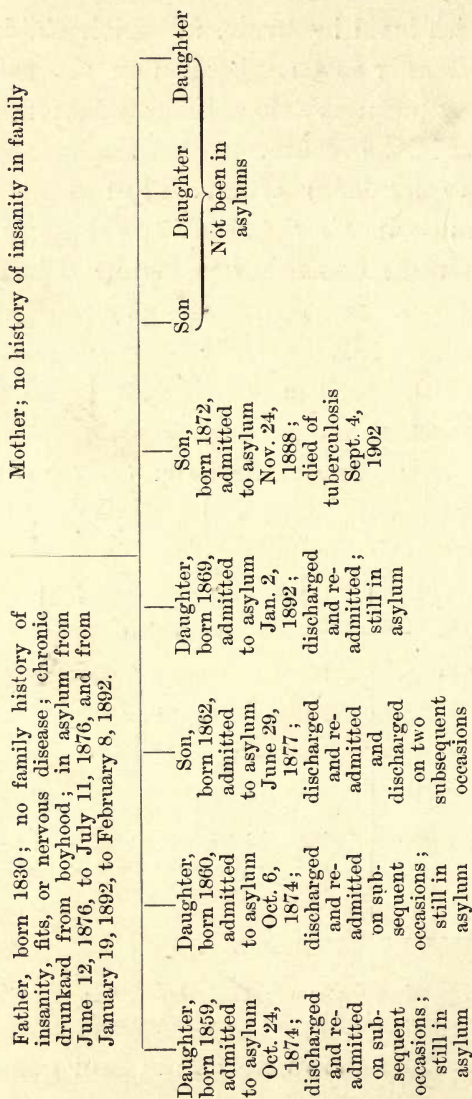 Father, born 1830; no family history of
insanity, fits, or nervous disease; chronic
drunkard from boyhood; in asylum from
June 12, 1876, to July 11, 1876, and from
January 19, 1892, to February 8, 1892.
Mother; no history of insanity in family
Daughter,
born 1859,
admitted
to asylum
Oct. 24,
1874;
discharged
and re-
admitted
on sub-
sequent
occasions;
still in
asylum
Daughter,
born 1860,
admitted
to asylum
Oct. 6,
1874;
discharged
and re-
admitted
on sub-
sequent
occasions;
still in
asylum
Son,
born 1862,
admitted
to asylum
June 29,
1877;
discharged
and re-
admitted
and
discharged
on two
subsequent
occasions
Daughter,
born 1869,
admitted
to asylum
Jan. 2,
1892;
discharged
and re-
admitted;
still in
asylum
Son,
born 1872,
admitted
to asylum
Nov. 24,
1888;
died of
tuberculosis
Sept. 4,
1902
Son
Daughter
Daughter
Not been in
asylums